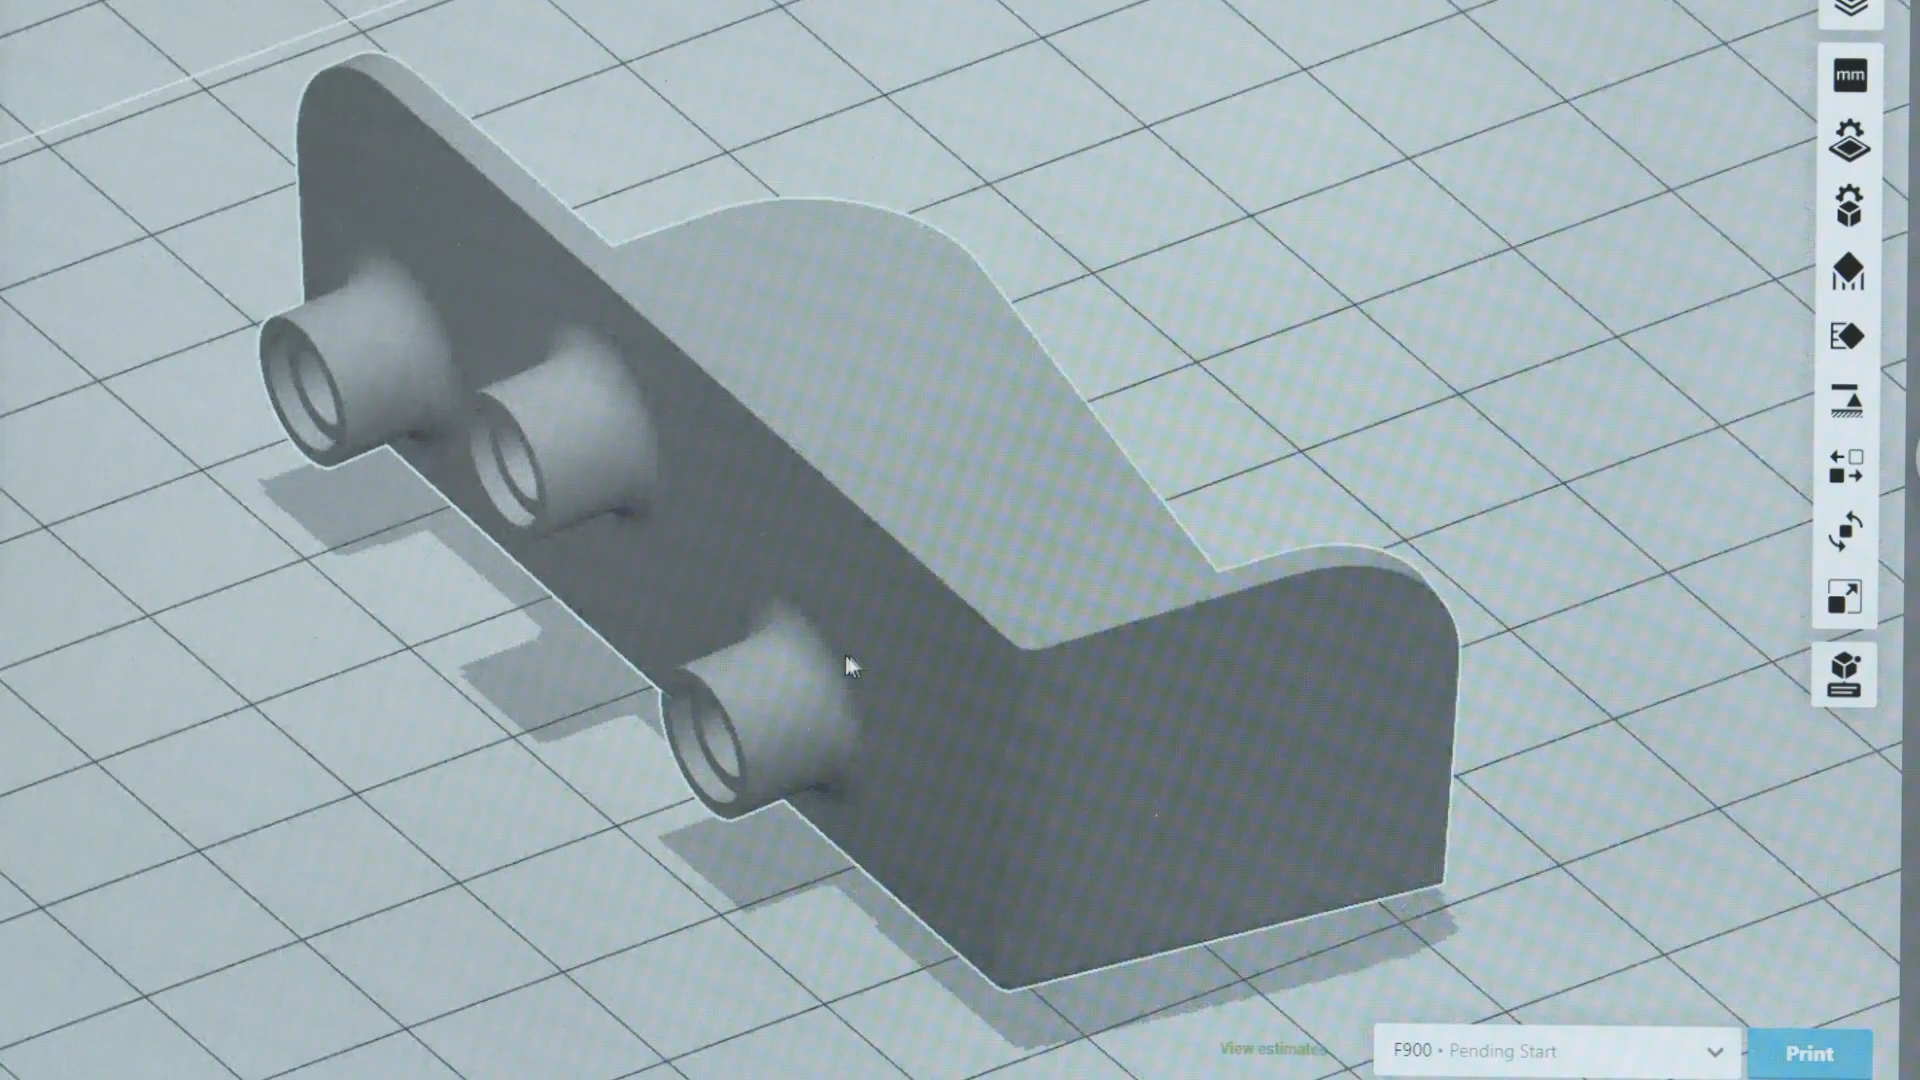 mm
View estimates
F900 • Pending Start
Print